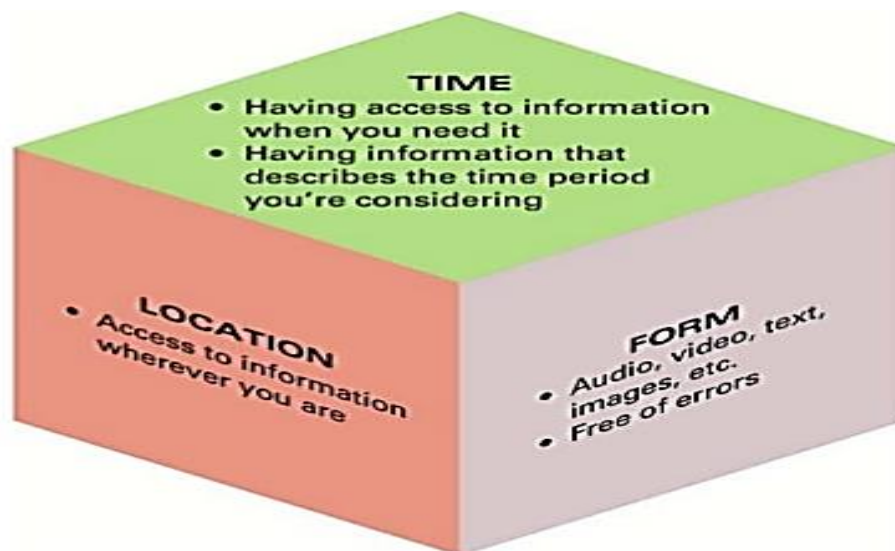 TIME
• Having access to information
when you need it
• Having information that
describes the time period
you're considering
LOCATION
• Access to information
wherever you are
FORM
• Audio, video, text,
images, etc.
• Free of errors